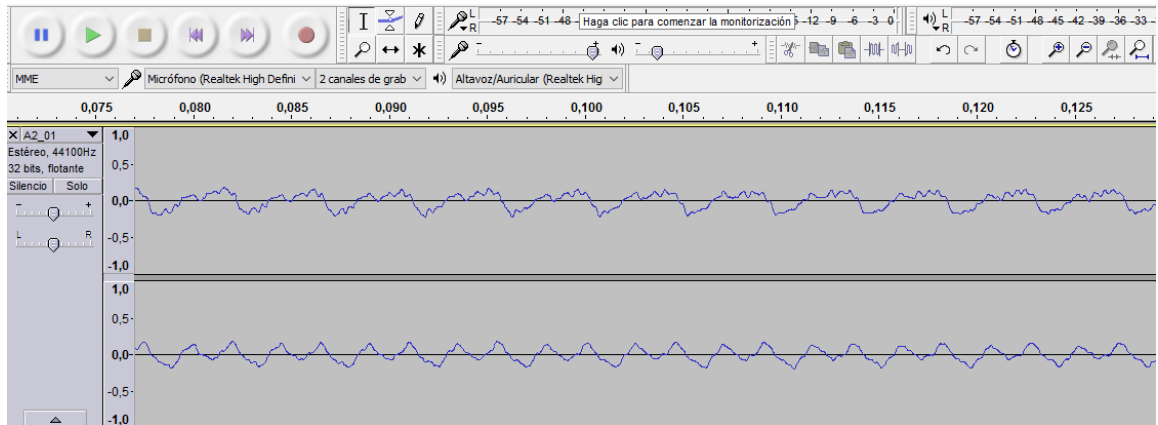 L
R
-57 -54 -51 -48 - Haga clic para comenzar la monitorización -12 -9 -6 -3 0
L
R
-57 -54 -51 -48 -45 -42 -39 -36 -33
- +
- +
MME
Micrófono (Realtek High Defini
2 canales de grab
Altavoz/Auricular (Realtek Hig
0,075 0,080 0,085 0,090 0,095 0,100 0,105 0,110 0,115 0,120 0,125
X A2_01
Estéreo, 44100Hz
32 bits, flotante
Silencio Solo
- +
L R
1,0
0,5
0,0
-0,5
-1,0
1,0
0,5
0,0
-0,5
-1,0